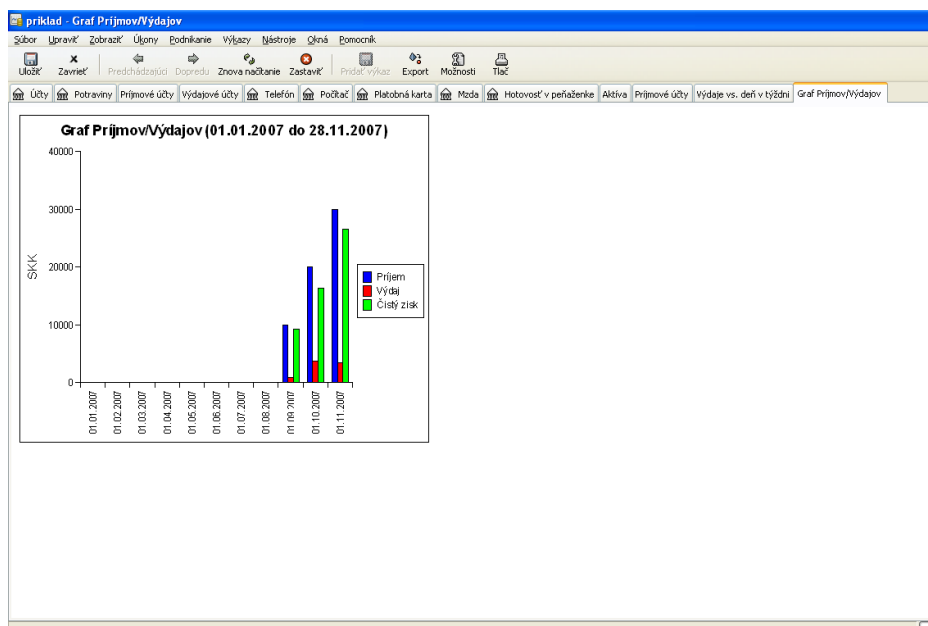 priklad - Graf Príjmov/Výdajov
Súbor Upraviť Zobraziť Úkony Podnikanie Výkazy Nástroje Okná Pomocník
Uložiť Zavrieť Predchádzajúci Dopredu Znova načítanie Zastaviť Pridať výkaz Export Možnosti Tlač
Účty Potraviny Príjmové účty Výdajové účty Telefón Počítač Platobná karta Mzda Hotovosť v peňaženke Aktíva Príjmové účty Výdaje vs. deň v týždni Graf Príjmov/Výdajov
Graf Príjmov/Výdajov (01.01.2007 do 28.11.2007)
40000
30000
20000
10000
0
SKK
Príjem
Výdaj
Čistý zisk
01.01.2007
01.02.2007
01.03.2007
01.04.2007
01.05.2007
01.06.2007
01.07.2007
01.08.2007
01.09.2007
01.10.2007
01.11.2007